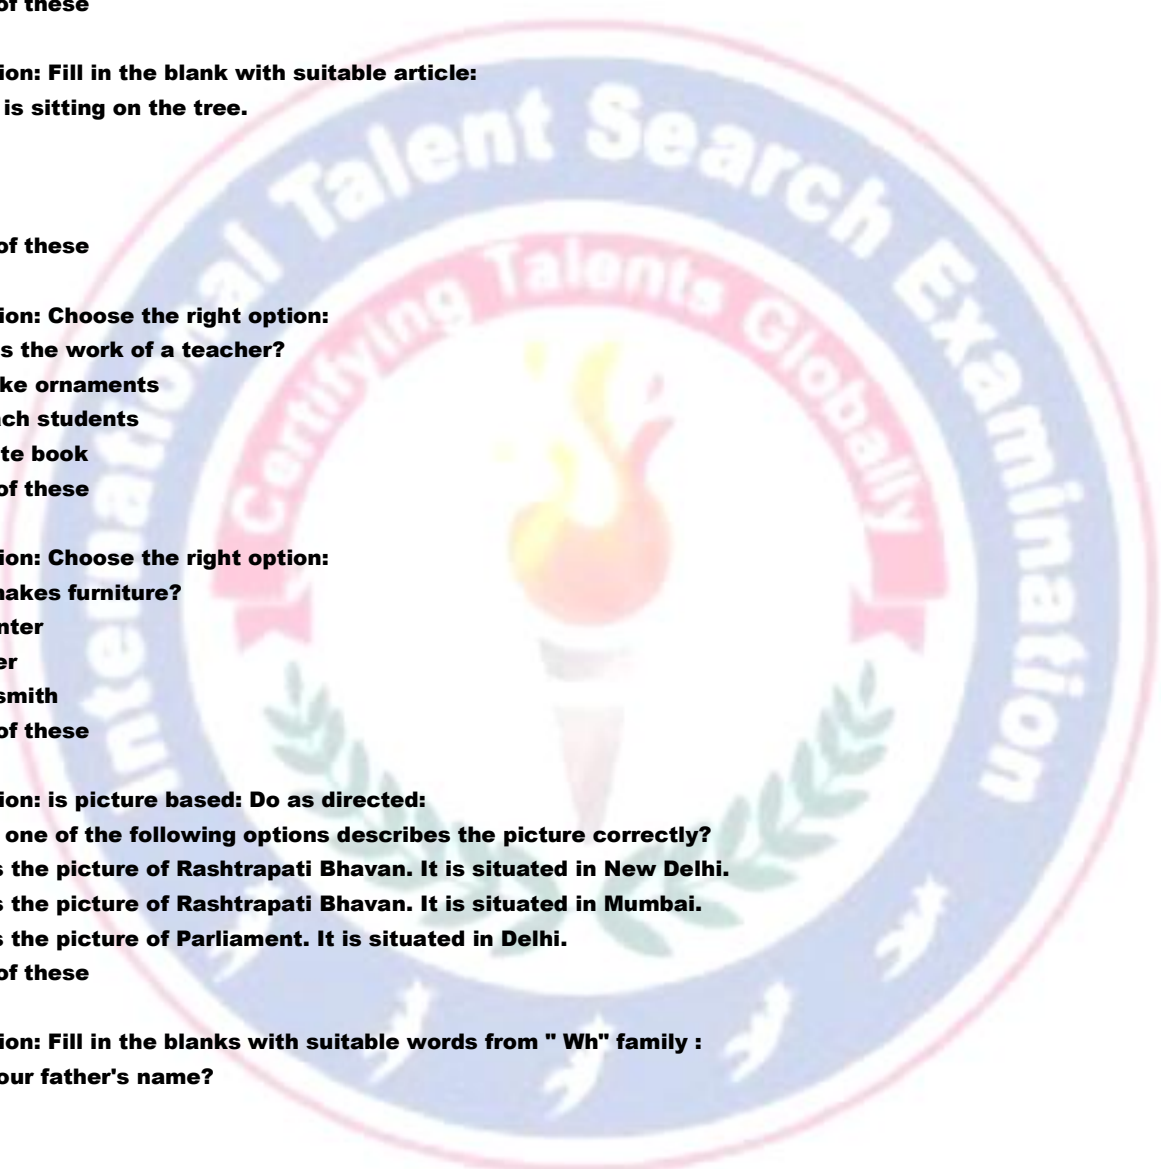 of these
ion: Fill in the blank with suitable article:
is sitting on the tree.
of these
ion: Choose the right option:
s the work of a teacher?
ke ornaments
ch students
te book
of these
ion: Choose the right option:
makes furniture?
nter
er
smith
of these
ion: is picture based: Do as directed:
one of the following options describes the picture correctly?
s the picture of Rashtrapati Bhavan. It is situated in New Delhi.
s the picture of Rashtrapati Bhavan. It is situated in Mumbai.
s the picture of Parliament. It is situated in Delhi.
of these
ion: Fill in the blanks with suitable words from " Wh" family :
our father's name?
International Talent Search Examination
Certifying Talents Globally